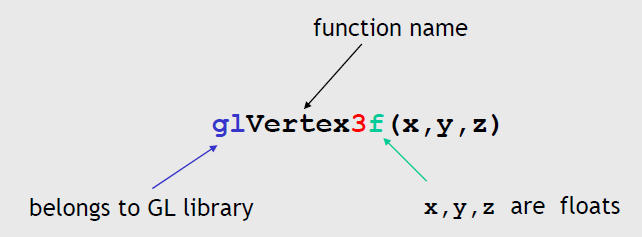 function name
glVertex3f(x,y,z)
belongs to GL library
x,y,z are floats